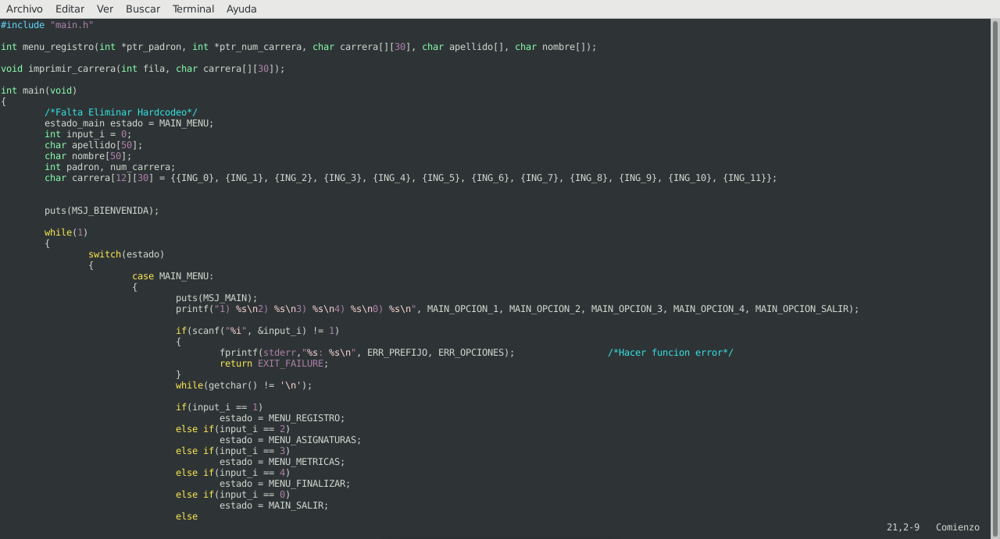 Archivo Editar Ver Buscar Terminal Ayuda
#include "main.h"
int menu_registro(int *ptr_padron, int *ptr_num_carrera, char carrera[][30], char apellido[], char nombre[]);
void imprimir_carrera(int fila, char carrera[][30]);
int main(void)
{
/*Falta Eliminar Hardcodeo*/
estado_main estado = MAIN_MENU;
int input_i = 0;
char apellido[50];
char nombre[50];
int padron, num_carrera;
char carrera[12][30] = {{ING_0}, {ING_1}, {ING_2}, {ING_3}, {ING_4}, {ING_5}, {ING_6}, {ING_7}, {ING_8}, {ING_9}, {ING_10}, {ING_11}};
puts(MSJ_BIENVENIDA);
while(1)
{
switch(estado)
{
case MAIN_MENU:
{
puts(MSJ_MAIN);
printf("1) %s\n2) %s\n3) %s\n4) %s\n0) %s\n", MAIN_OPCION_1, MAIN_OPCION_2, MAIN_OPCION_3, MAIN_OPCION_4, MAIN_OPCION_SALIR);
if(scanf("%i", &input_i) != 1)
{
fprintf(stderr,"%s: %s\n", ERR_PREFIJO, ERR_OPCIONES); /*Hacer funcion error*/
return EXIT_FAILURE;
}
while(getchar() != '\n');
if(input_i == 1)
estado = MENU_REGISTRO;
else if(input_i == 2)
estado = MENU_ASIGNATURAS;
else if(input_i == 3)
estado = MENU_METRICAS;
else if(input_i == 4)
estado = MENU_FINALIZAR;
else if(input_i == 0)
estado = MAIN_SALIR;
else
21,2-9 Comienzo